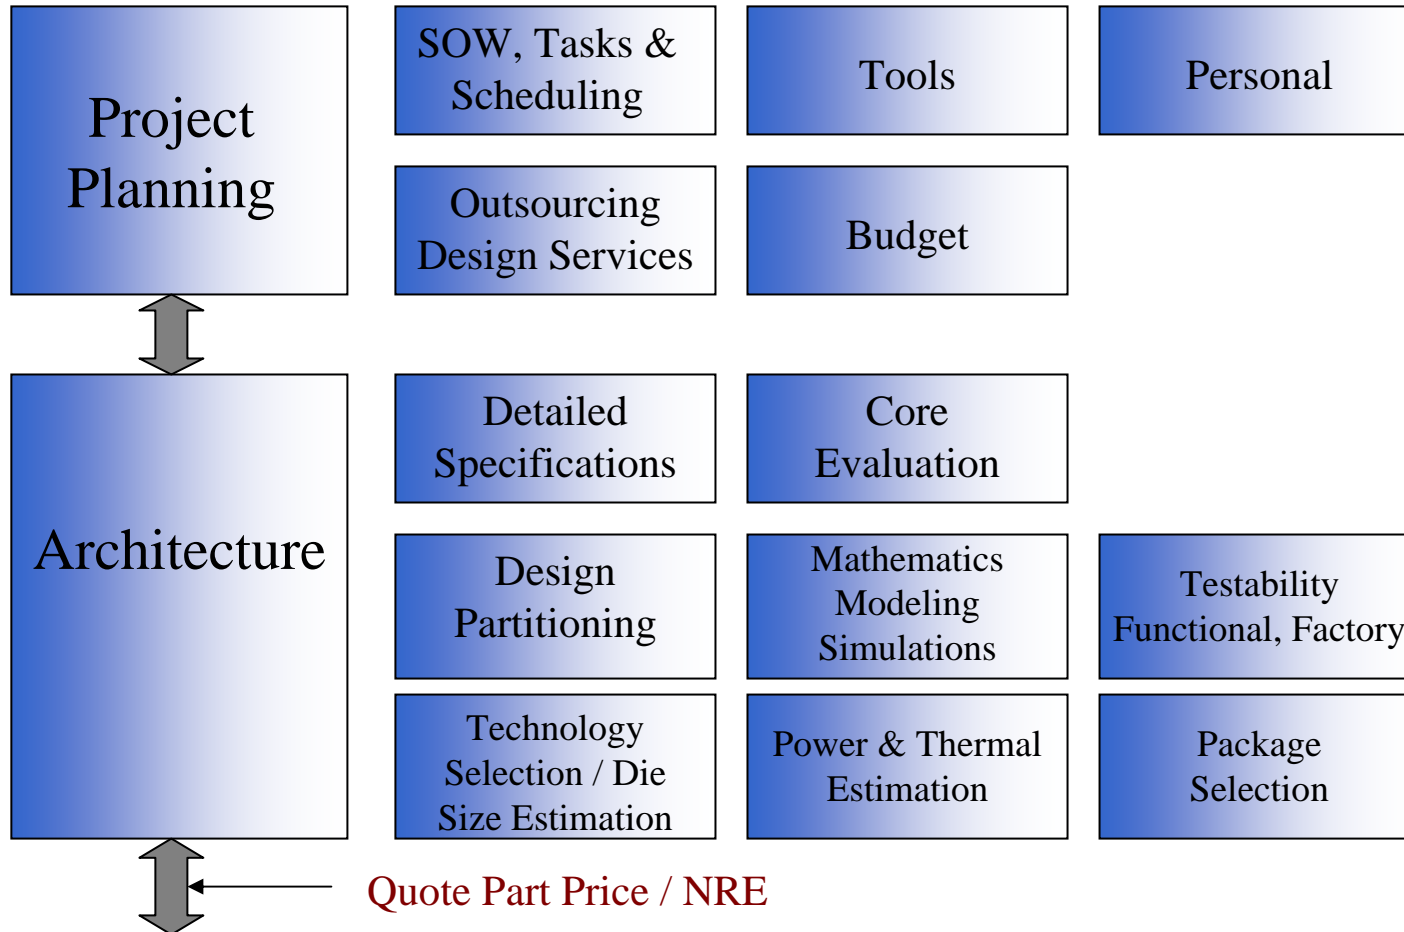 Project
Planning
SOW, Tasks &
Scheduling
Tools
Personal
Outsourcing
Design Services
Budget
Architecture
Detailed
Specifications
Core
Evaluation
Design
Partitioning
Mathematics
Modeling
Simulations
Testability
Functional, Factory
Technology
Selection / Die
Size Estimation
Power & Thermal
Estimation
Package
Selection
Quote Part Price / NRE